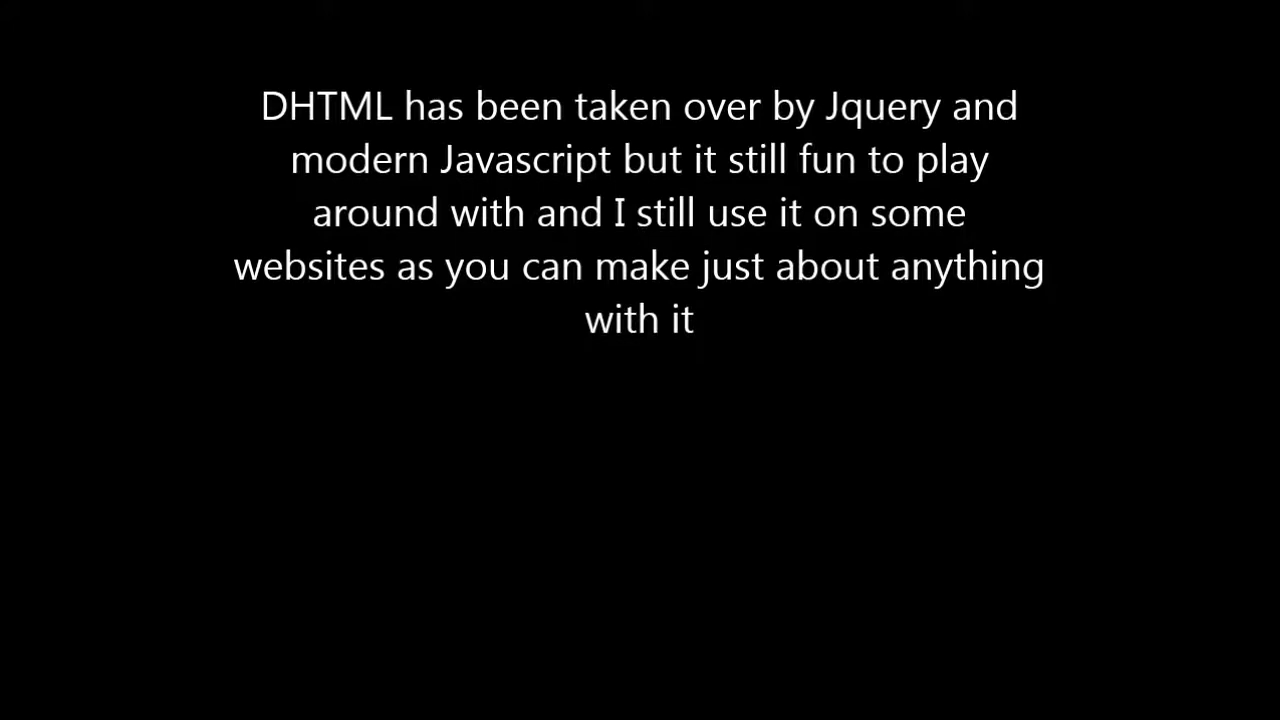 DHTML has been taken over by Jquery and
modern Javascript but it still fun to play
around with and I still use it on some
websites as you can make just about anything
with it